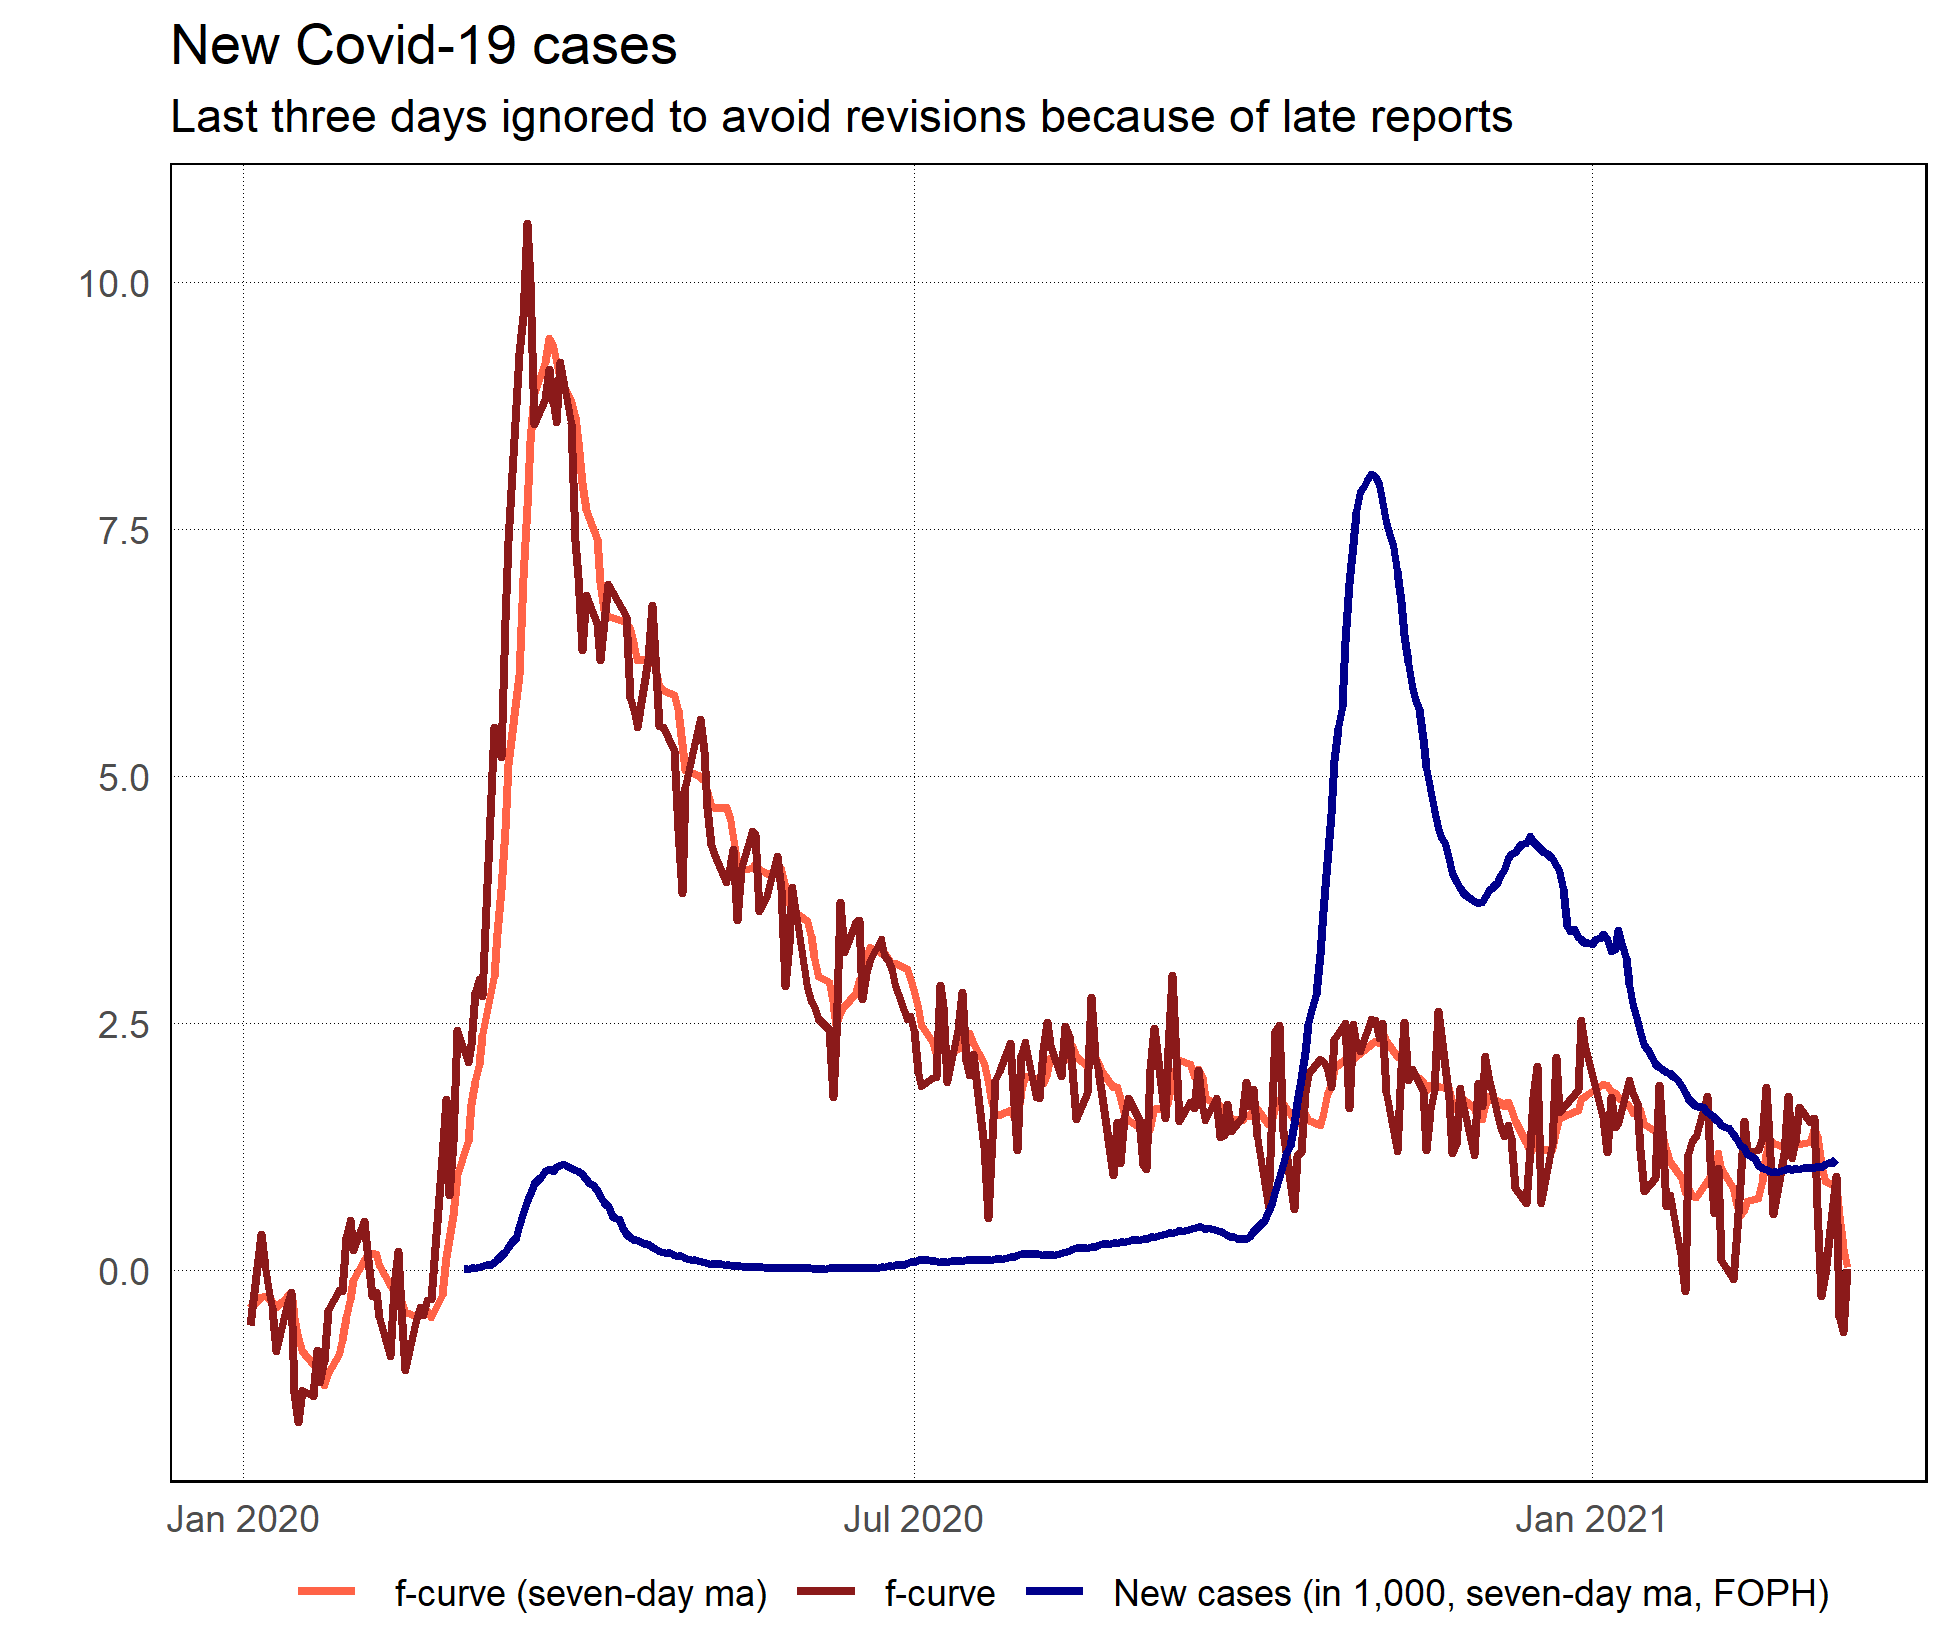 New Covid-19 cases
Last three days ignored to avoid revisions because of late reports
10.0
7.5
5.0
2.5
0.0
Jan 2020 Jul 2020 Jan 2021
f-curve (seven-day ma) f-curve New cases (in 1,000, seven-day ma, FOPH)